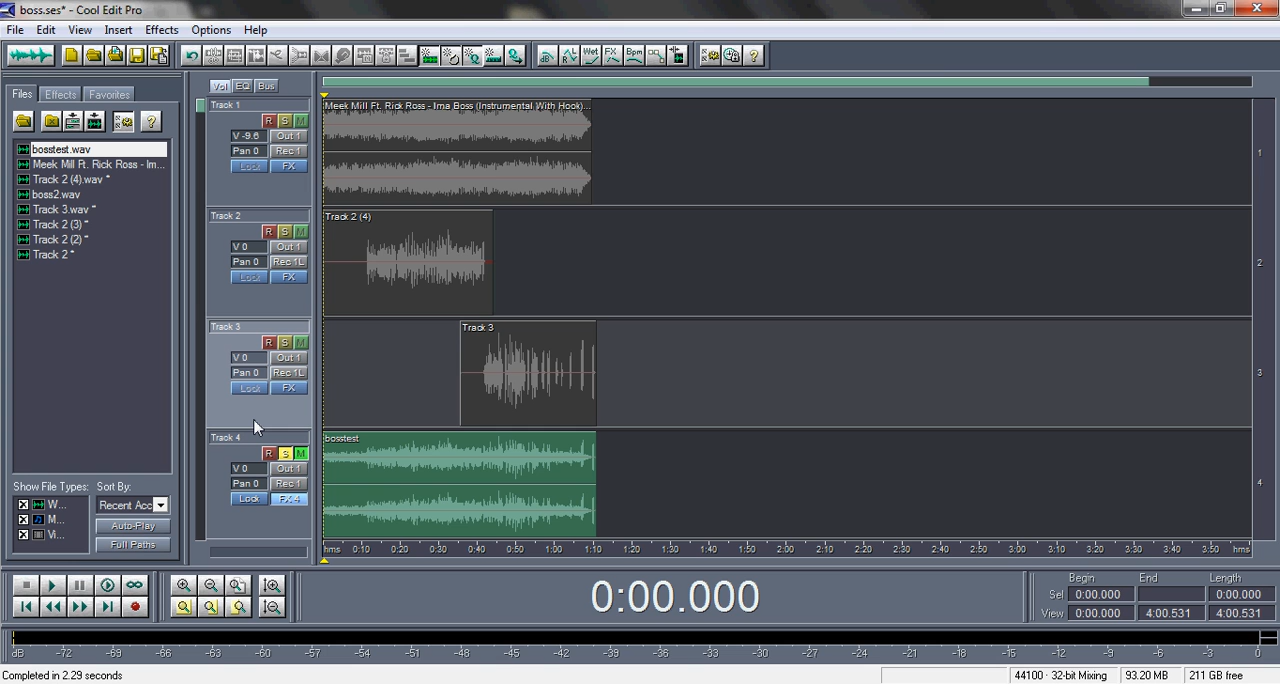 boss.ses* - Cool Edit Pro
File Edit View Insert Effects Options Help
Wet FX Bpm
Files Effects Favorites
bosstest.wav
Meek Mill Ft. Rick Ross - Im...
Track 2 (4).wav *
boss2.wav
Track 3.wav *
Track 2 (3) *
Track 2 (2) *
Track 2 *
Show File Types: Sort By:
W... Recent Acc
M... Auto-Play
Vi... Full Paths
Vol EQ Bus
Track 1
R S M
V -9.6 Out 1
Pan 0 Rec 1
Lock FX
Meek Mill Ft. Rick Ross - Ima Boss (Instrumental With Hook)...
1
Track 2
R S M
V 0 Out 1
Pan 0 Rec 1L
Lock FX
Track 2 (4)
2
Track 3
R S M
V 0 Out 1
Pan 0 Rec 1L
Lock FX
Track 3
3
Track 4
R S M
V 0 Out 1
Pan 0 Rec 1
Lock FX 4
bosstest
4
hms 0:10 0:20 0:30 0:40 0:50 1:00 1:10 1:20 1:30 1:40 1:50 2:00 2:10 2:20 2:30 2:40 2:50 3:00 3:10 3:20 3:30 3:40 3:50 hms
0:00.000
Begin End Length
Sel 0:00.000 0:00.000
View 0:00.000 4:00.531 4:00.531
dB -72 -69 -66 -63 -60 -57 -54 -51 -48 -45 -42 -39 -36 -33 -30 -27 -24 -21 -18 -15 -12 -9 -6 -3 0
Completed in 2.29 seconds 44100 · 32-bit Mixing 93.20 MB 211 GB free